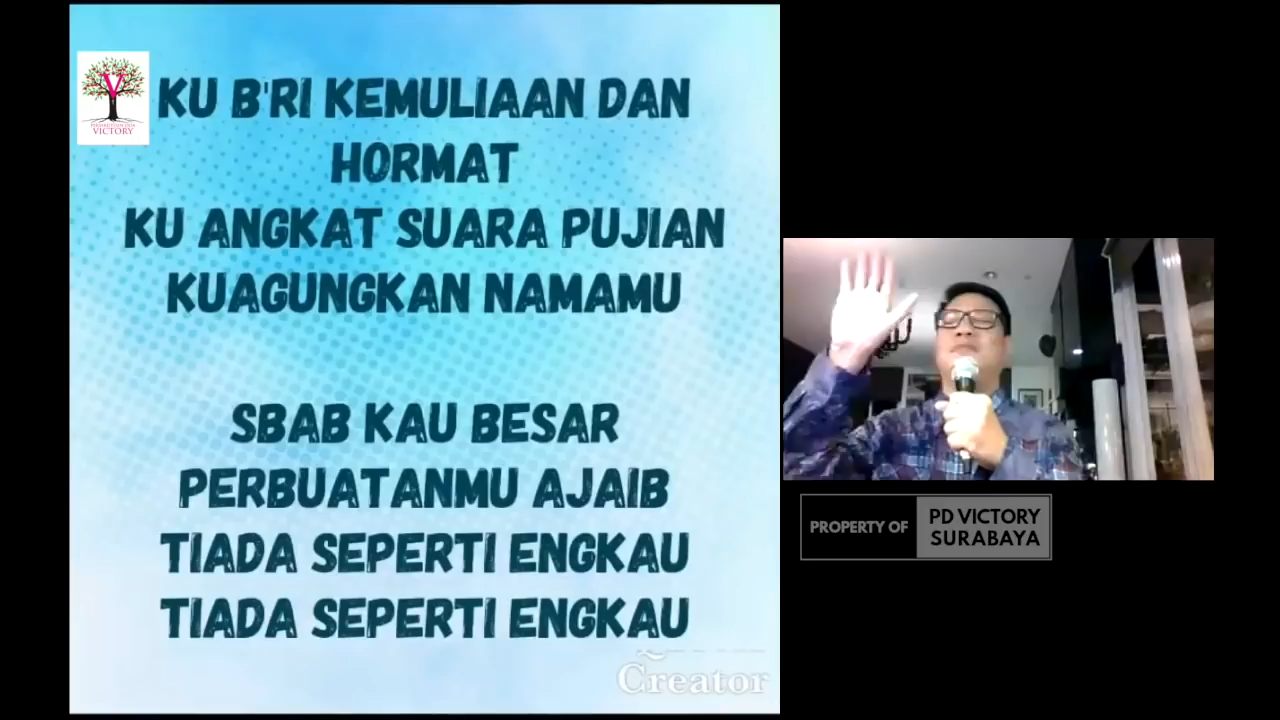 VICTORY
KU B'RI KEMULIAAN DAN
HORMAT
KU ANGKAT SUARA PUJIAN
KUAGUNGKAN NAMAMU
SBAB KAU BESAR
PERBUATANMU AJAIB
TIADA SEPERTI ENGKAU
TIADA SEPERTI ENGKAU
Creator
PROPERTY OF
PD VICTORY
SURABAYA